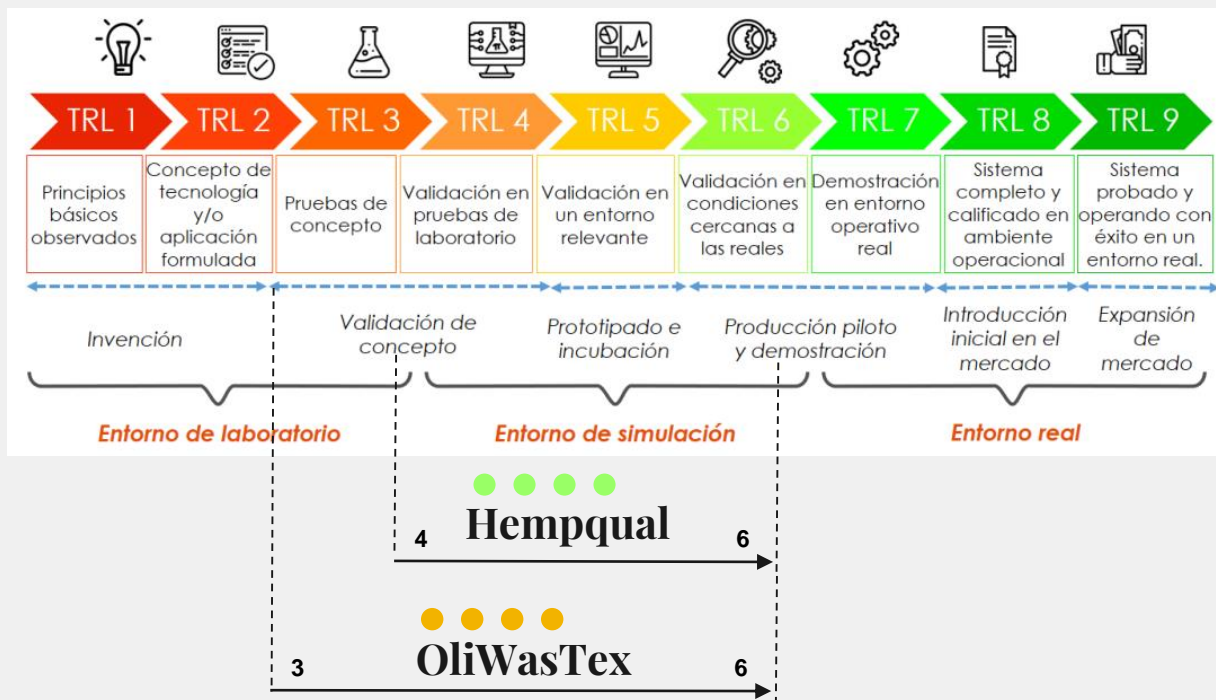 TRL 1
TRL 2
TRL 3
TRL 4
TRL 5
TRL 6
TRL 7
TRL 8
TRL 9
Principios
básicos
observados
Concepto de
tecnología
y/o
aplicación
formulada
Pruebas de
concepto
Validación en
pruebas de
laboratorio
Validación en
un entorno
relevante
Validación en
condiciones
cercanas a
las reales
Demostración
en entorno
operativo
real
Sistema
completo y
calificado en
ambiente
operacional
Sistema
probado y
operando con
éxito en un
entorno real.
Invención
Validación de
concepto
Prototipado e
incubación
Producción piloto
y demostración
Introducción
inicial en el
mercado
Expansión
de
mercado
Entorno de laboratorio
Entorno de simulación
Entorno real
Hempqual
4
6
OliWasTex
3
6